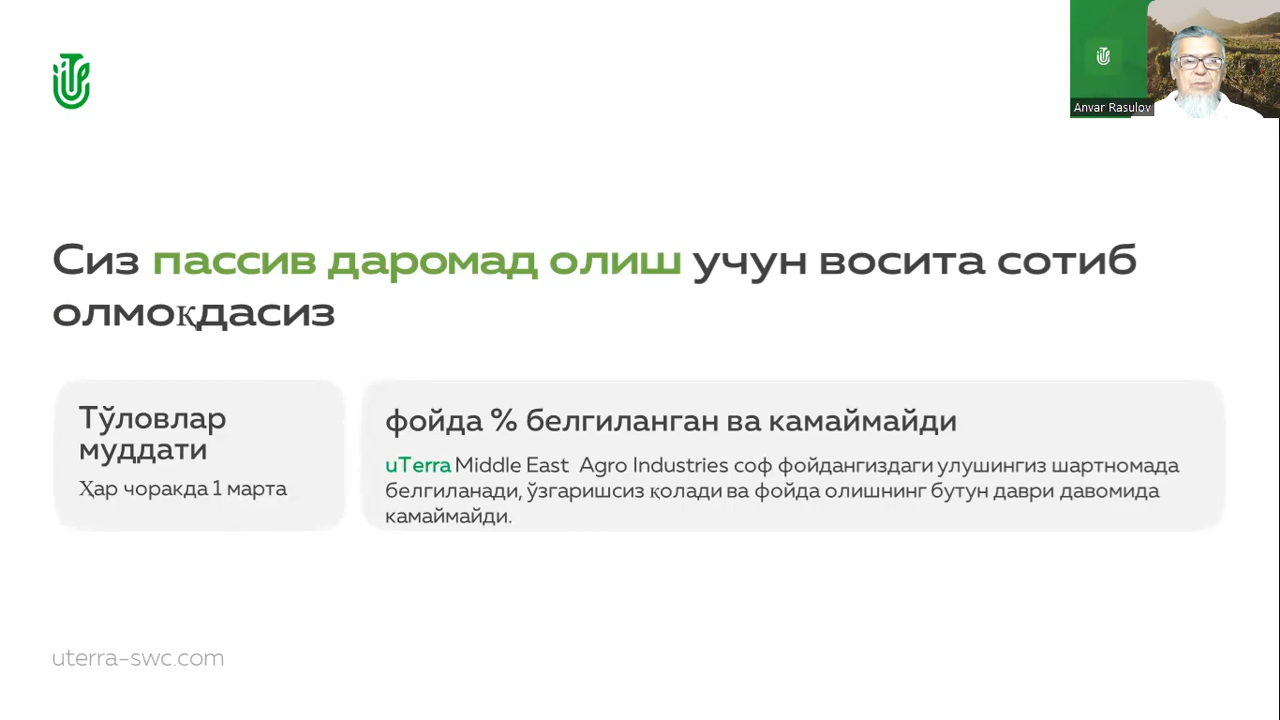 Anvar Rasulov
Сиз пассив даромад олиш учун восита сотиб
олмоқдасиз
Тўловлар
муддати
Ҳар чоракда 1 марта
фойда % белгиланган ва камаймайди
uTerra Middle East Agro Industries соф фойдангиздаги улушингиз шартномада
белгиланади, ўзгаришсиз қолади ва фойда олишнинг бутун даври давомида
камаймайди.
uterra-swc.com